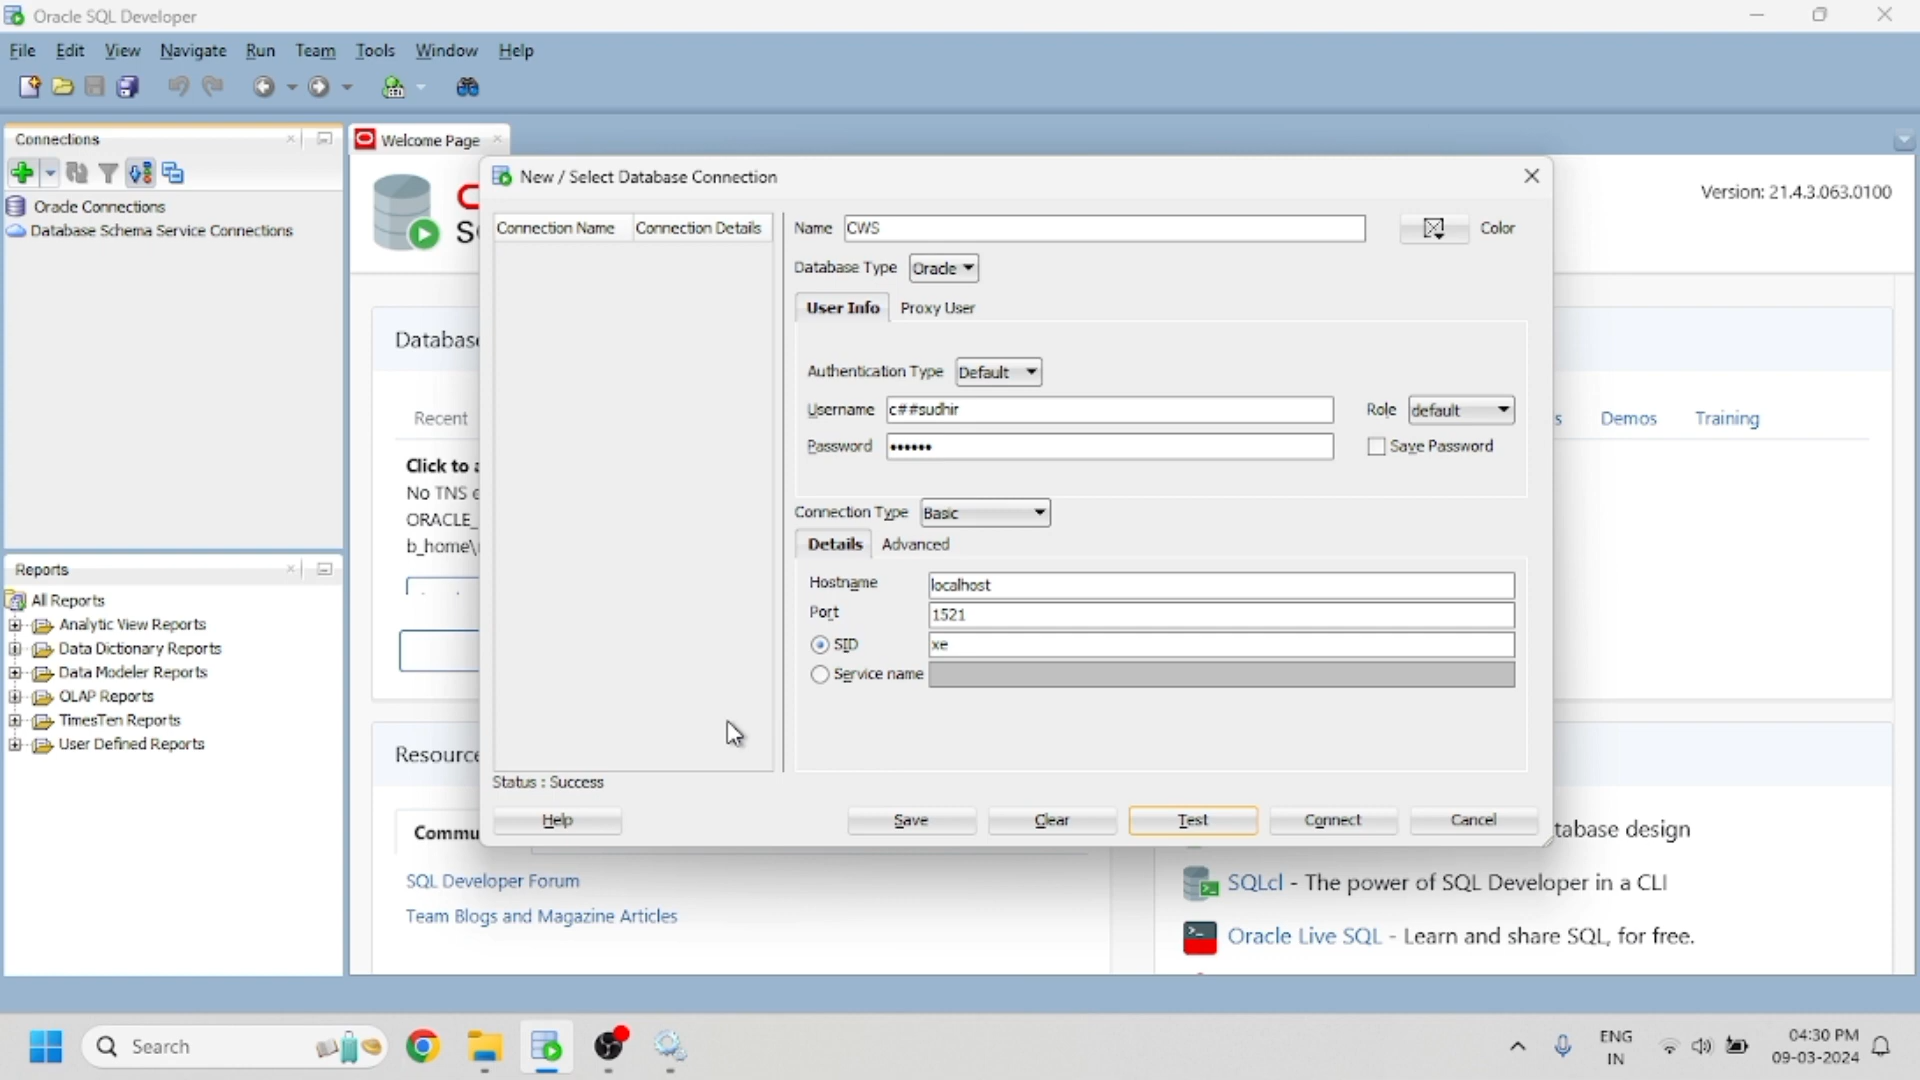 Oracle SQL Developer
File Edit View Navigate Run Team Tools Window Help
Connections
Oracle Connections
Database Schema Service Connections
Reports
All Reports
Analytic View Reports
Data Dictionary Reports
Data Modeler Reports
OLAP Reports
TimesTen Reports
User Defined Reports
Welcome Page
Version: 21.4.3.063.0100
Recent
Click to
No TNS
ORACLE_
b_home\
Demos Training
New / Select Database Connection
Connection Name Connection Details
Name CWS Color
Database Type Oracle
User Info Proxy User
Authentication Type Default
Username c##sudhir Role default
Password •••••• Save Password
Connection Type Basic
Details Advanced
Hostname localhost
Port 1521
SID xe
Service name
Status : Success
Help Save Clear Test Connect Cancel
SQL Developer Forum
Team Blogs and Magazine Articles
tabase design
SQLcl - The power of SQL Developer in a CLI
Oracle Live SQL - Learn and share SQL, for free.
Search
ENG
IN
04:30 PM
09-03-2024